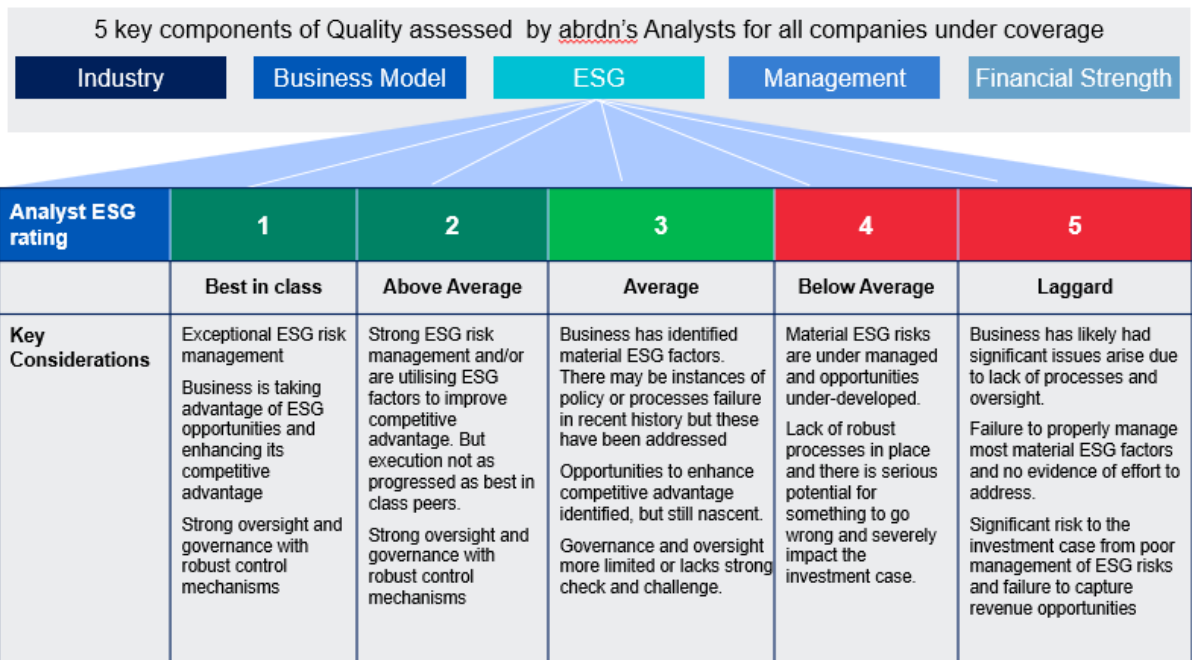 5 key components of Quality assessed by abrdn's Analysts for all companies under coverage
Industry
Business Model
ESG
Management
Financial Strength
Analyst ESG
rating
1
2
3
4
5
Best in class
Above Average
Average
Below Average
Laggard
Key
Considerations
Exceptional ESG risk
management
Business is taking
advantage of ESG
opportunities and
enhancing its
competitive
advantage
Strong oversight and
governance with
robust control
mechanisms
Strong ESG risk
management and/or
are utilising ESG
factors to improve
competitive
advantage. But
execution not as
progressed as best in
class peers.
Strong oversight and
governance with
robust control
mechanisms
Business has identified
material ESG factors.
There may be instances of
policy or processes failure
in recent history but these
have been addressed
Opportunities to enhance
competitive advantage
identified, but still nascent.
Governance and oversight
more limited or lacks strong
check and challenge.
Material ESG risks
are under managed
and opportunities
under-developed.
Lack of robust
processes in place
and there is serious
potential for
something to go
wrong and severely
impact the
investment case.
Business has likely had
significant issues arise due
to lack of processes and
oversight.
Failure to properly manage
most material ESG factors
and no evidence of effort to
address.
Significant risk to the
investment case from poor
management of ESG risks
and failure to capture
revenue opportunities